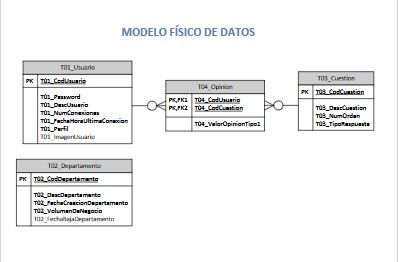 MODELO FÍSICO DE DATOS
T01_Usuario
PK T01_CodUsuario
T01_Password
T01_DescUsuario
T01_NumConexiones
T01_FechaHoraUltimaConexion
T01_Perfil
T01_ImagenUsuario
T04_Opinion
PK,FK1 T04_CodUsuario
PK,FK2 T04_CodCuestion
T04_ValorOpinionTipo1
T03_Cuestion
PK T03_CodCuestion
T03_DescCuestion
T03_NumOrden
T03_TipoRespuesta
T02_Departamento
PK T02_CodDepartamento
T02_DescDepartamento
T02_FechaCreacionDepartamento
T02_VolumenDeNegocio
T02_FechaBajaDepartamento